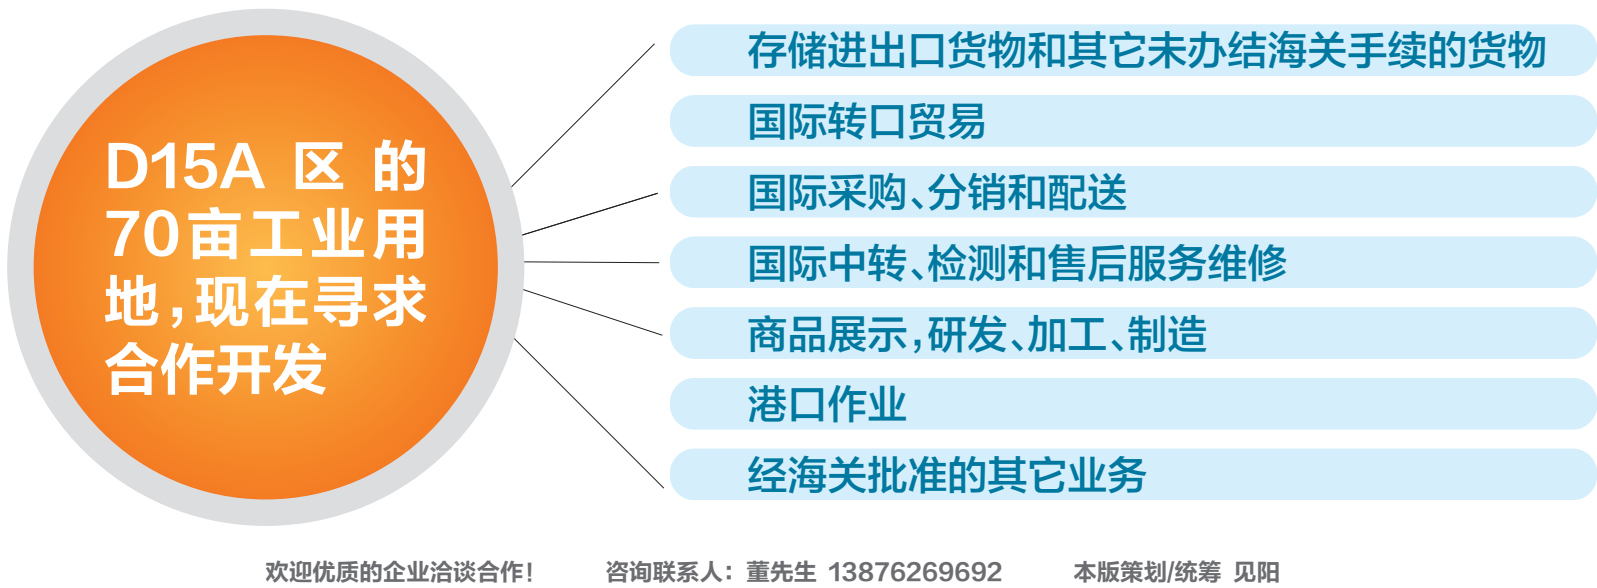 D15A 区的
70亩工业用
地，现在寻求
合作开发
存储进出口货物和其它未办结海关手续的货物
国际转口贸易
国际采购、分销和配送
国际中转、检测和售后服务维修
商品展示，研发、加工、制造
港口作业
经海关批准的其它业务
欢迎优质的企业洽谈合作！ 咨询联系人：董先生 13876269692 本版策划/统筹 见阳